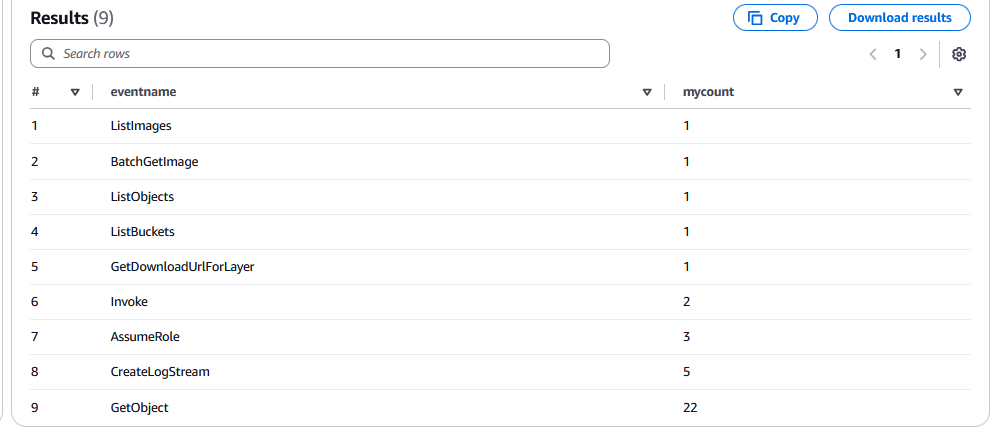 Results (9)
Copy
Download results
Search rows
1
# eventname mycount
1 ListImages 1
2 BatchGetImage 1
3 ListObjects 1
4 ListBuckets 1
5 GetDownloadUrlForLayer 1
6 Invoke 2
7 AssumeRole 3
8 CreateLogStream 5
9 GetObject 22